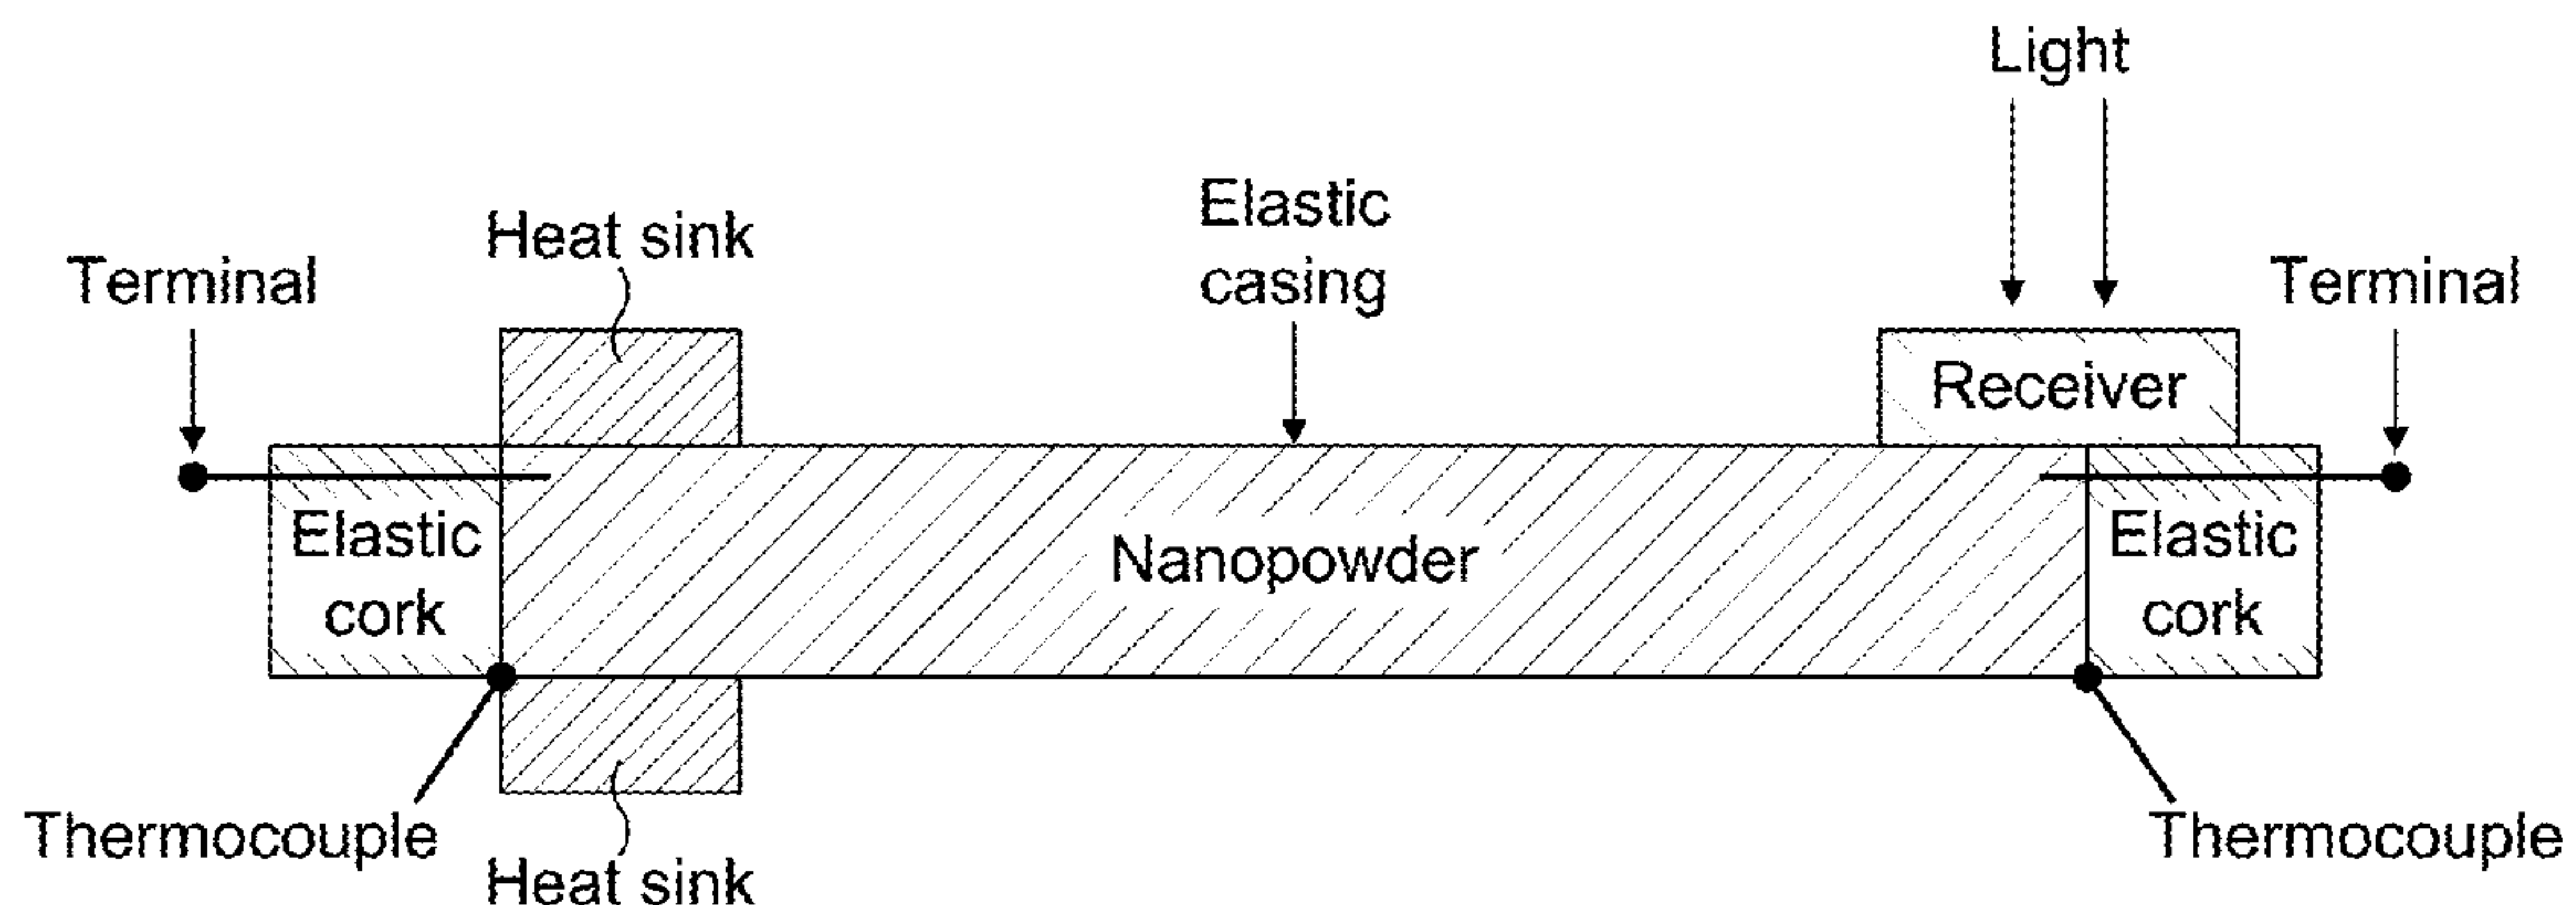 Light
Elastic
casing
Heat sink
Terminal
Terminal
Receiver
Elastic
cork
Nanopowder
Elastic
cork
Thermocouple
Heat sink
Thermocouple